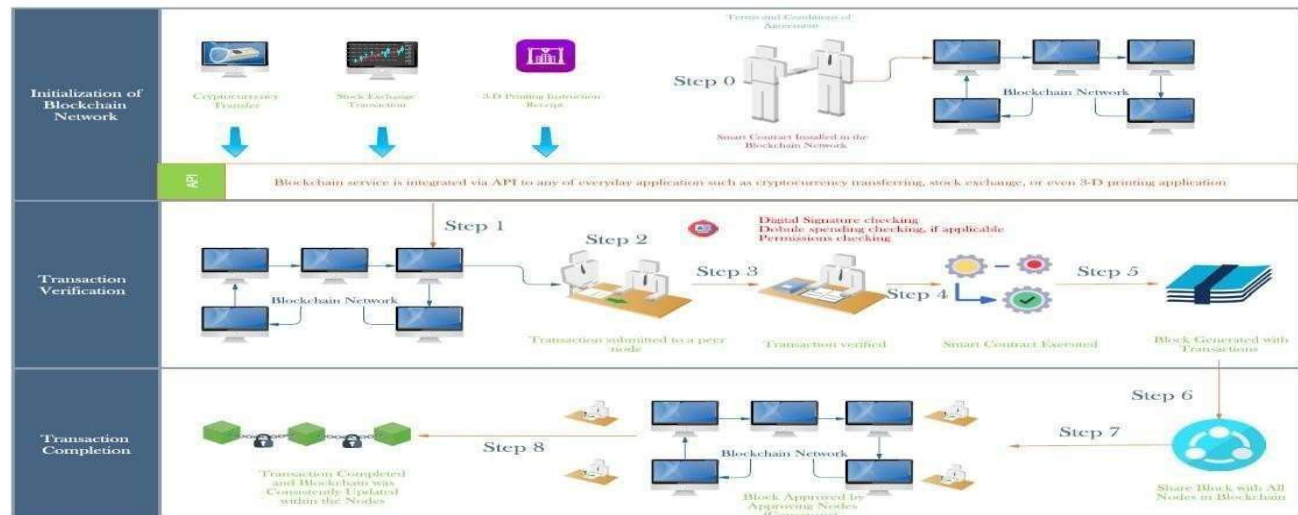 Initialization of
Blockchain
Network
Cryptocurrency
Transfer
Stock Exchange
Transaction
3-D Printing Instruction
Receipt
Terms and Conditions of
Agreement
Step 0
Smart Contract Installed in the
Blockchain Network
Blockchain Network
API
Blockchain service is integrated via API to any of everyday application such as cryptocurrency transferring, stock exchange, or even 3-D printing application
Transaction
Verification
Step 1
Blockchain Network
Step 2
Transaction submitted to a peer
node
Step 3
Digital Signature checking
Dobule spending checking, if applicable
Permissions checking
Transaction verified
Step 4
Smart Contract Executed
Step 5
Block Generated with
Transactions
Transaction
Completion
Step 6
Share Block with All
Nodes in Blockchain
Step 7
Blockchain Network
Block Approved by
Approving Nodes
Step 8
Transaction Completed
and Blockchain was
Consistently Updated
within the Nodes